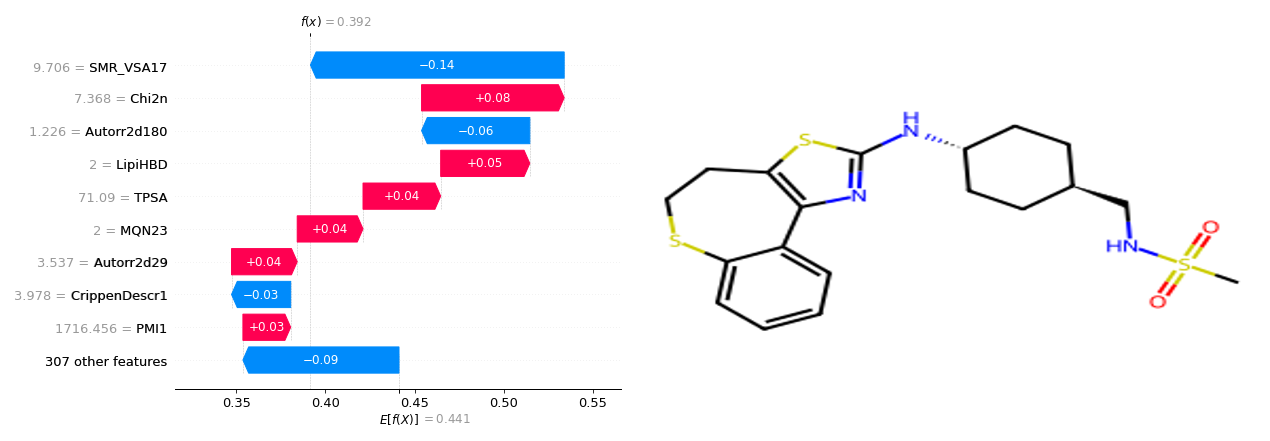 f(x) = 0.392
9.706 = SMR_VSA17
−0.14
7.368 = Chi2n
+0.08
1.226 = Autorr2d180
−0.06
2 = LipiHBD
+0.05
71.09 = TPSA
+0.04
2 = MQN23
+0.04
3.537 = Autorr2d29
+0.04
3.978 = CrippenDescr1
−0.03
1716.456 = PMI1
+0.03
307 other features
−0.09
0.35 0.40 0.45 0.50 0.55
E[f(X)] = 0.441
H
N
S
N
S
O
HN
S
O